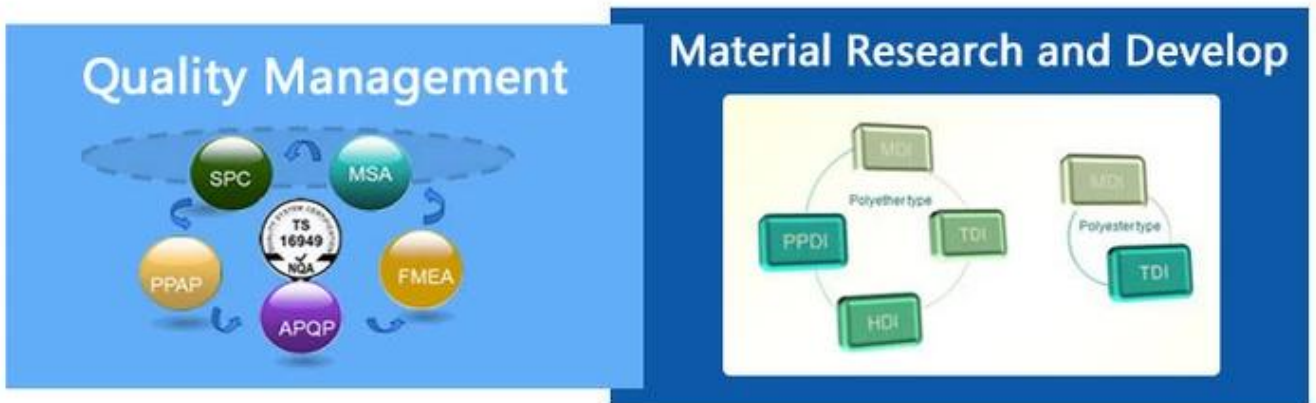 Quality Management
SPC
MSA
TS
16949
NQA
PPAP
FMEA
APQP
Material Research and Develop
MDI
Polyether type
PPDI
TDI
HDI
MDI
Polyester type
TDI